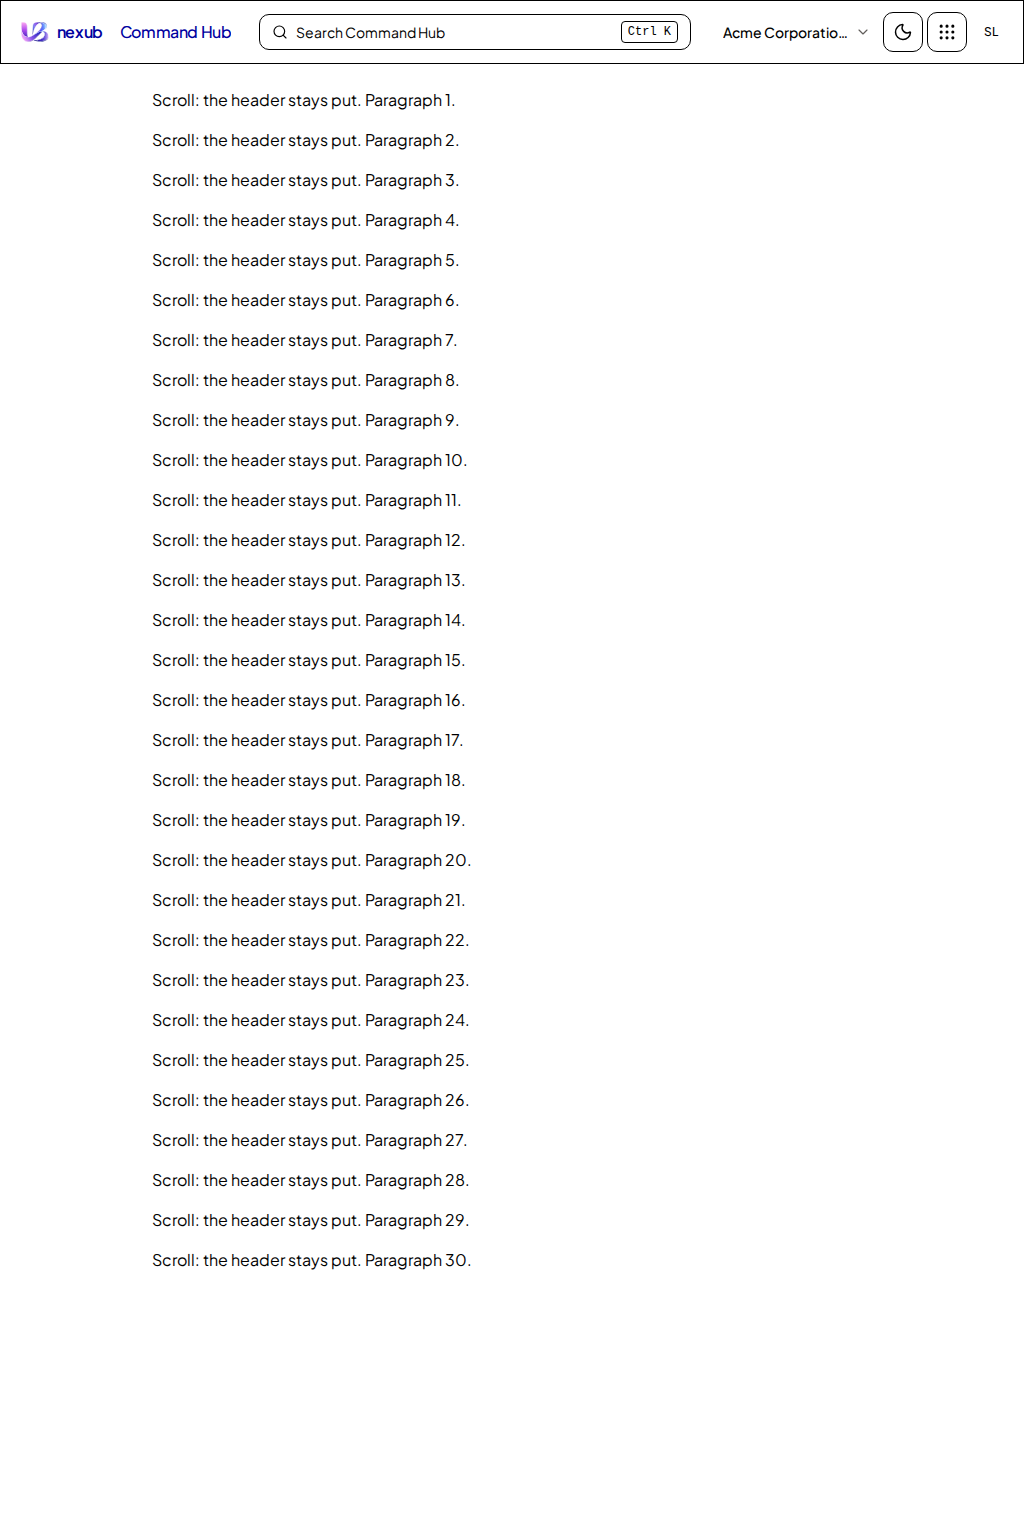 nexub Command Hub Search Command Hub Ctrl K Acme Corporatio... SL
Scroll: the header stays put. Paragraph 1.
Scroll: the header stays put. Paragraph 2.
Scroll: the header stays put. Paragraph 3.
Scroll: the header stays put. Paragraph 4.
Scroll: the header stays put. Paragraph 5.
Scroll: the header stays put. Paragraph 6.
Scroll: the header stays put. Paragraph 7.
Scroll: the header stays put. Paragraph 8.
Scroll: the header stays put. Paragraph 9.
Scroll: the header stays put. Paragraph 10.
Scroll: the header stays put. Paragraph 11.
Scroll: the header stays put. Paragraph 12.
Scroll: the header stays put. Paragraph 13.
Scroll: the header stays put. Paragraph 14.
Scroll: the header stays put. Paragraph 15.
Scroll: the header stays put. Paragraph 16.
Scroll: the header stays put. Paragraph 17.
Scroll: the header stays put. Paragraph 18.
Scroll: the header stays put. Paragraph 19.
Scroll: the header stays put. Paragraph 20.
Scroll: the header stays put. Paragraph 21.
Scroll: the header stays put. Paragraph 22.
Scroll: the header stays put. Paragraph 23.
Scroll: the header stays put. Paragraph 24.
Scroll: the header stays put. Paragraph 25.
Scroll: the header stays put. Paragraph 26.
Scroll: the header stays put. Paragraph 27.
Scroll: the header stays put. Paragraph 28.
Scroll: the header stays put. Paragraph 29.
Scroll: the header stays put. Paragraph 30.